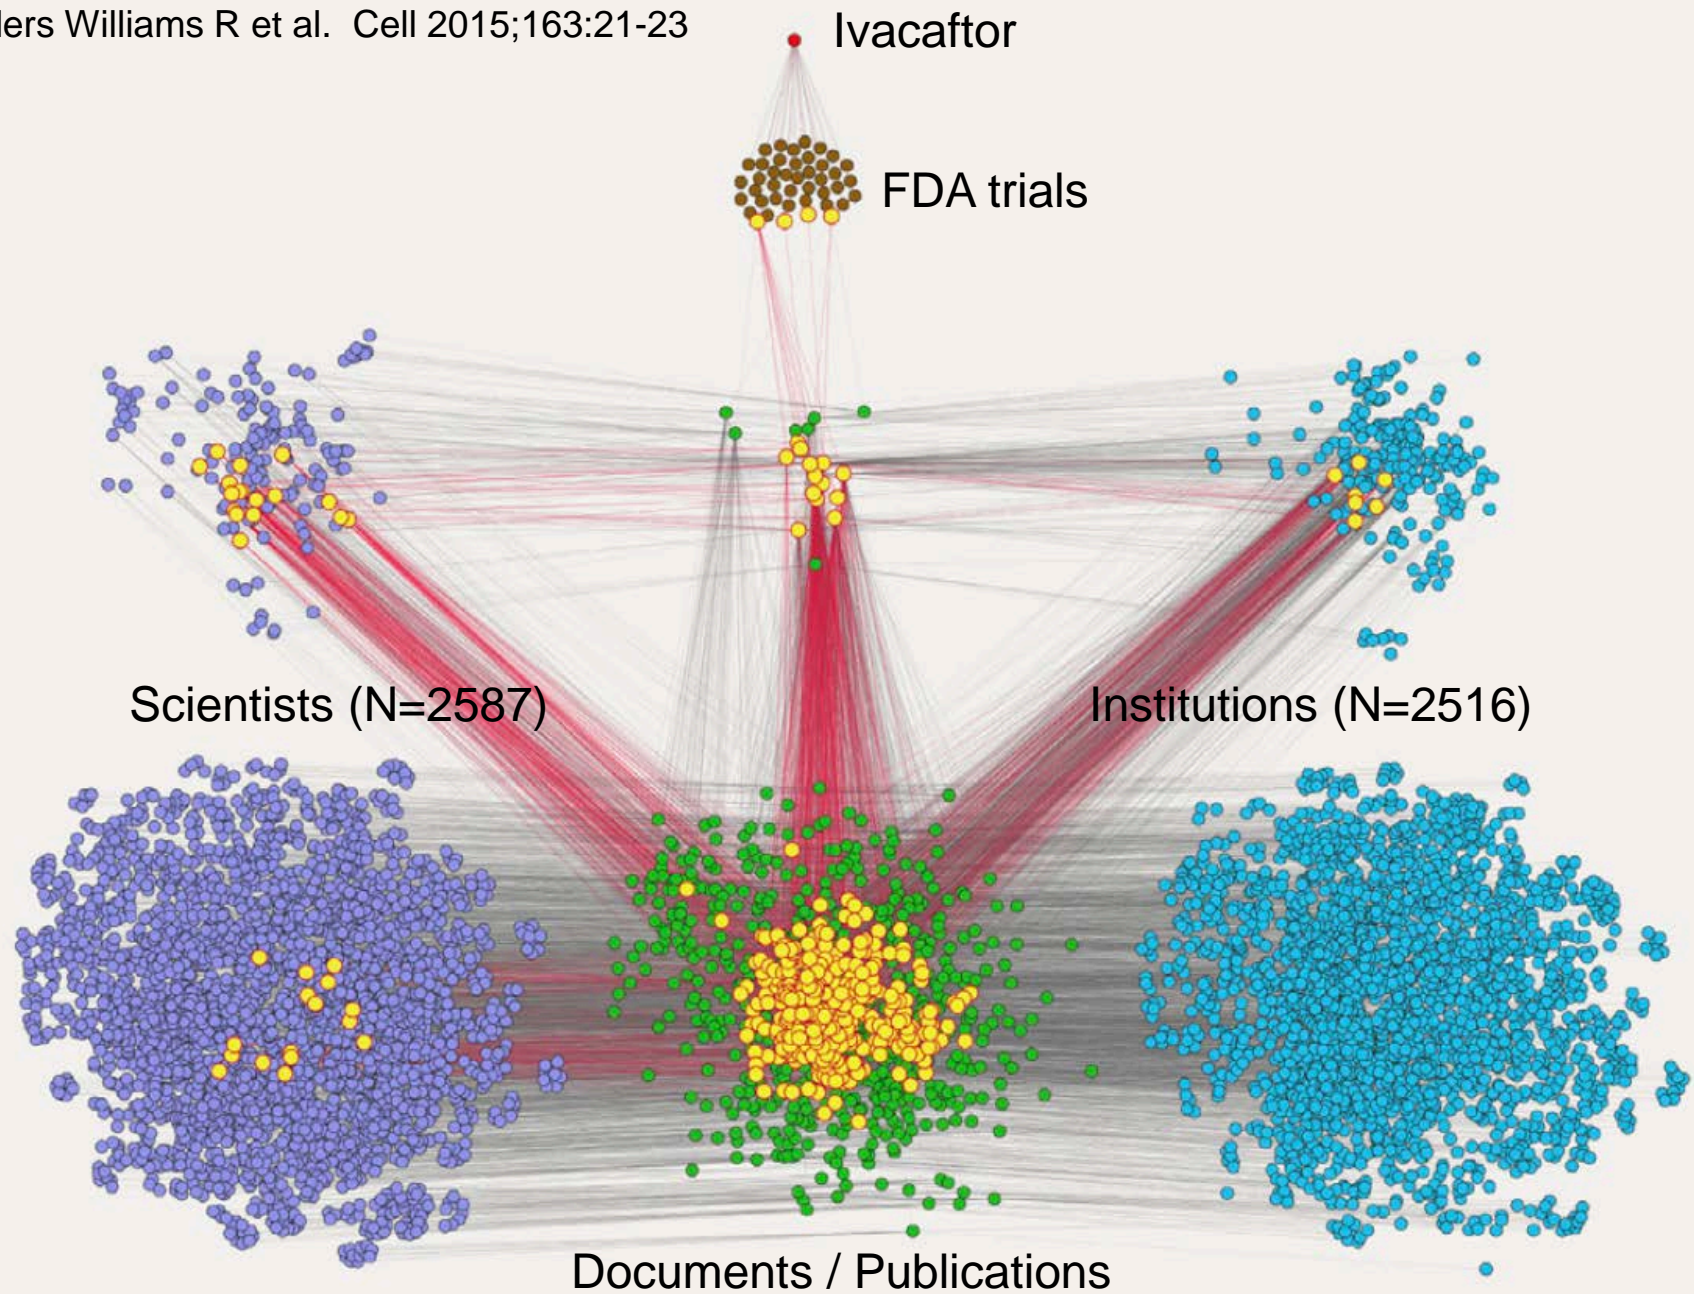 lers Williams R et al. Cell 2015;163:21-23
Ivacaftor
FDA trials
Scientists (N=2587)
Institutions (N=2516)
Documents / Publications